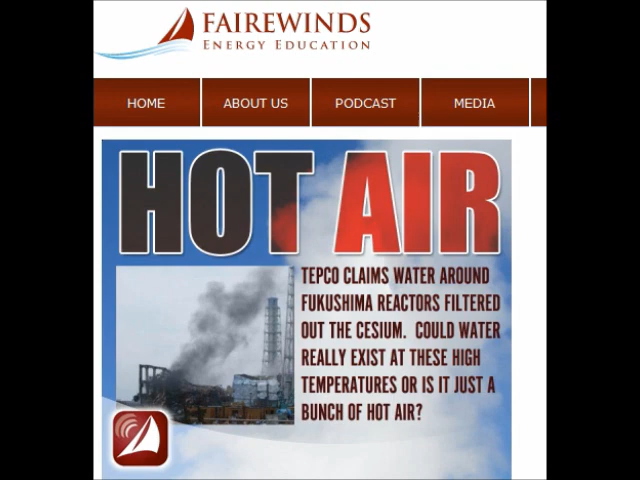 FAIREWINDS
ENERGY EDUCATION
HOME
ABOUT US
PODCAST
MEDIA
HOT AIR
TEPCO CLAIMS WATER AROUND
FUKUSHIMA REACTORS FILTERED
OUT THE CESIUM. COULD WATER
REALLY EXIST AT THESE HIGH
TEMPERATURES OR IS IT JUST A
BUNCH OF HOT AIR?